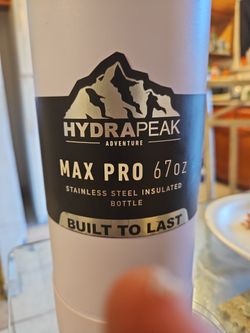 HYDRAPEAK
ADVENTURE
MAX PRO 67oz
STAINLESS STEEL INSULATED
BOTTLE
BUILT TO LAST